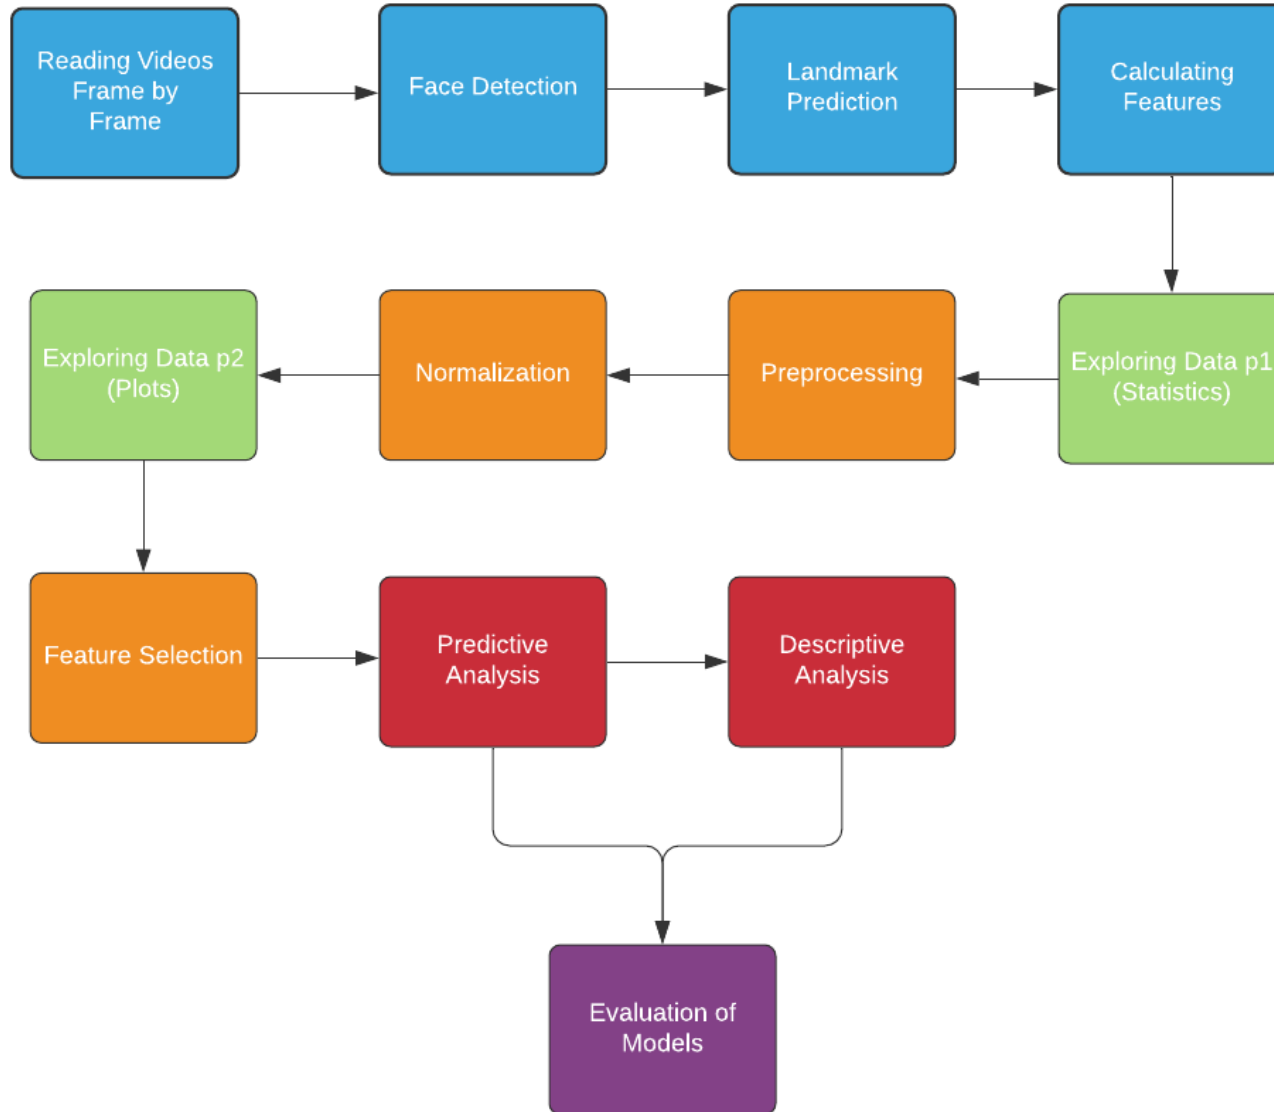 Reading Videos
Frame by
Frame
Face Detection
Landmark
Prediction
Calculating
Features
Exploring Data p2
(Plots)
Normalization
Preprocessing
Exploring Data p1
(Statistics)
Feature Selection
Predictive
Analysis
Descriptive
Analysis
Evaluation of
Models